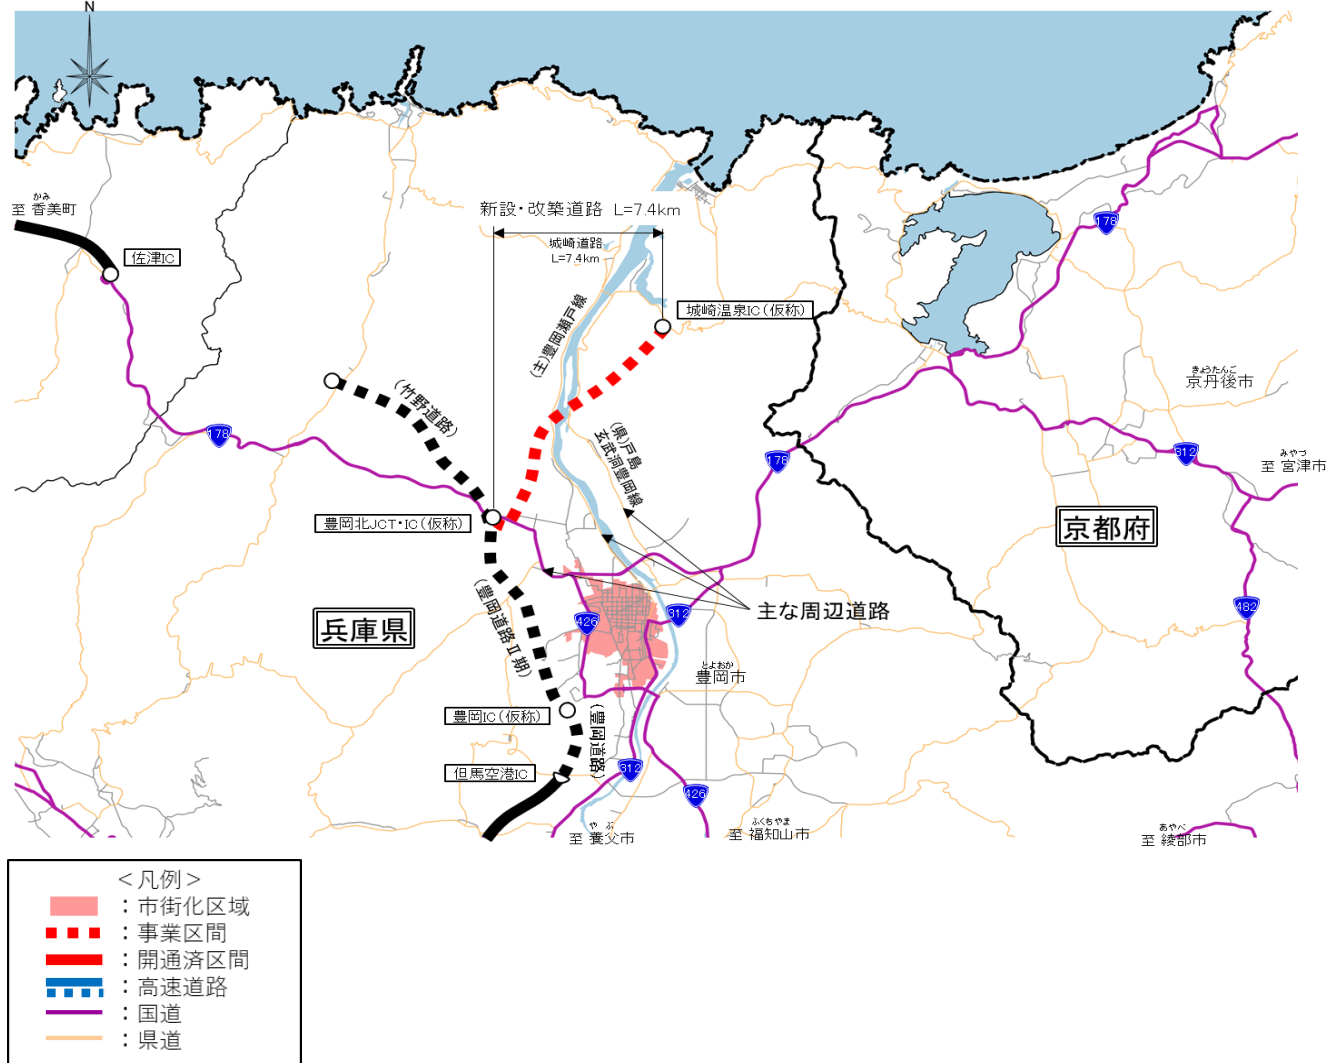 N
かみ
至 香美町
佐津IC
新設・改築道路 L=7.4km
城崎道路
L=7.4km
城崎温泉IC(仮称)
(主)豊岡瀬戸線
(竹野道路)
(県)戸島
玄武洞豊岡線
178
178
178
きょうたんご
京丹後市
312
みやづ
至 宮津市
豊岡北JCT・IC(仮称)
京都府
兵庫県
(豊岡道路Ⅱ期)
426
312
主な周辺道路
482
とよおか
豊岡市
豊岡IC(仮称)
(豊岡道路)
但馬空港IC
312
426
やぶ
至 養父市
ふくちやま
至 福知山市
あやべ
至 綾部市
<凡例>
:市街化区域
:事業区間
:開通済区間
:高速道路
:国道
:県道